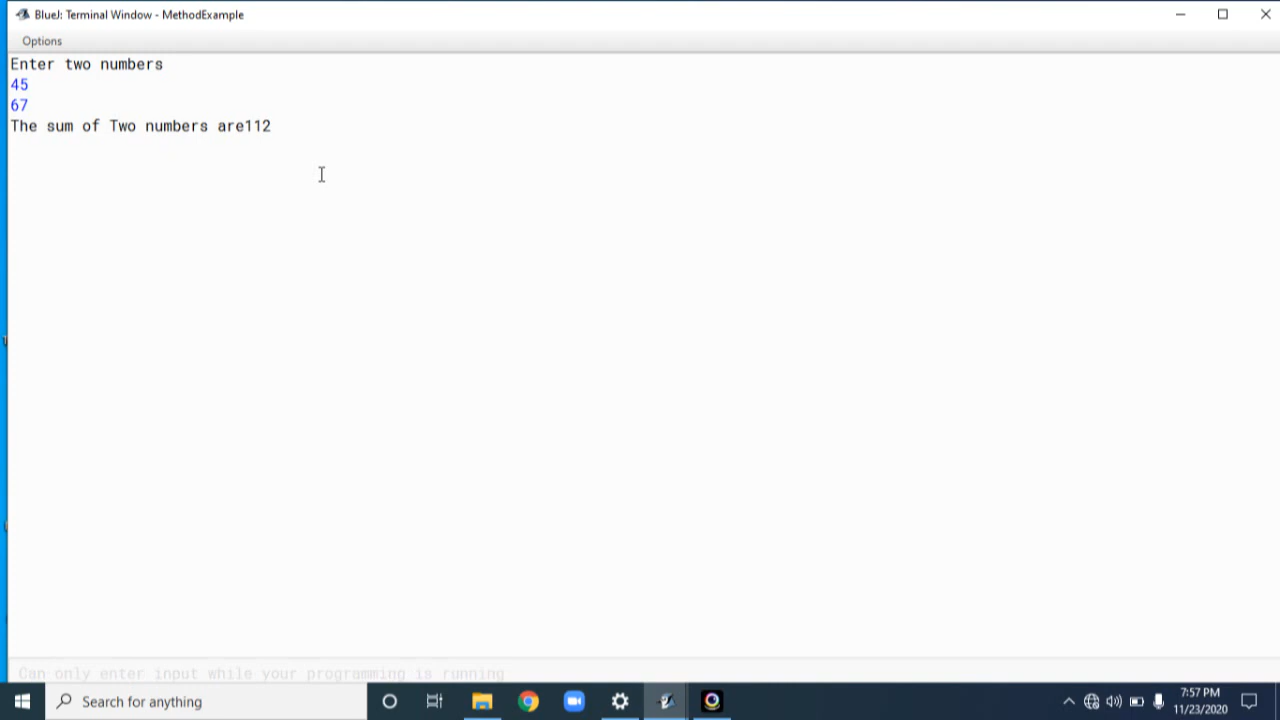 BlueJ: Terminal Window - MethodExample
Options
Enter two numbers
45
67
The sum of Two numbers are112
Can only enter input while your programming is running
Search for anything
7:57 PM
11/23/2020